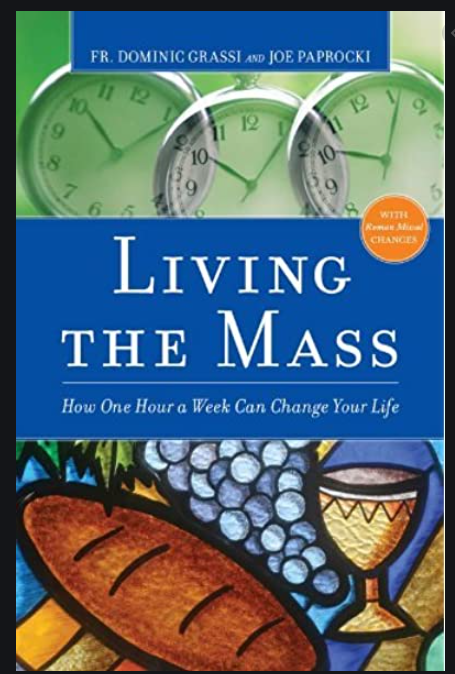 FR. DOMINIC GRASSI AND JOE PAPROCKI
WITH
Roman Missal
CHANGES
LIVING
THE MASS
How One Hour a Week Can Change Your Life